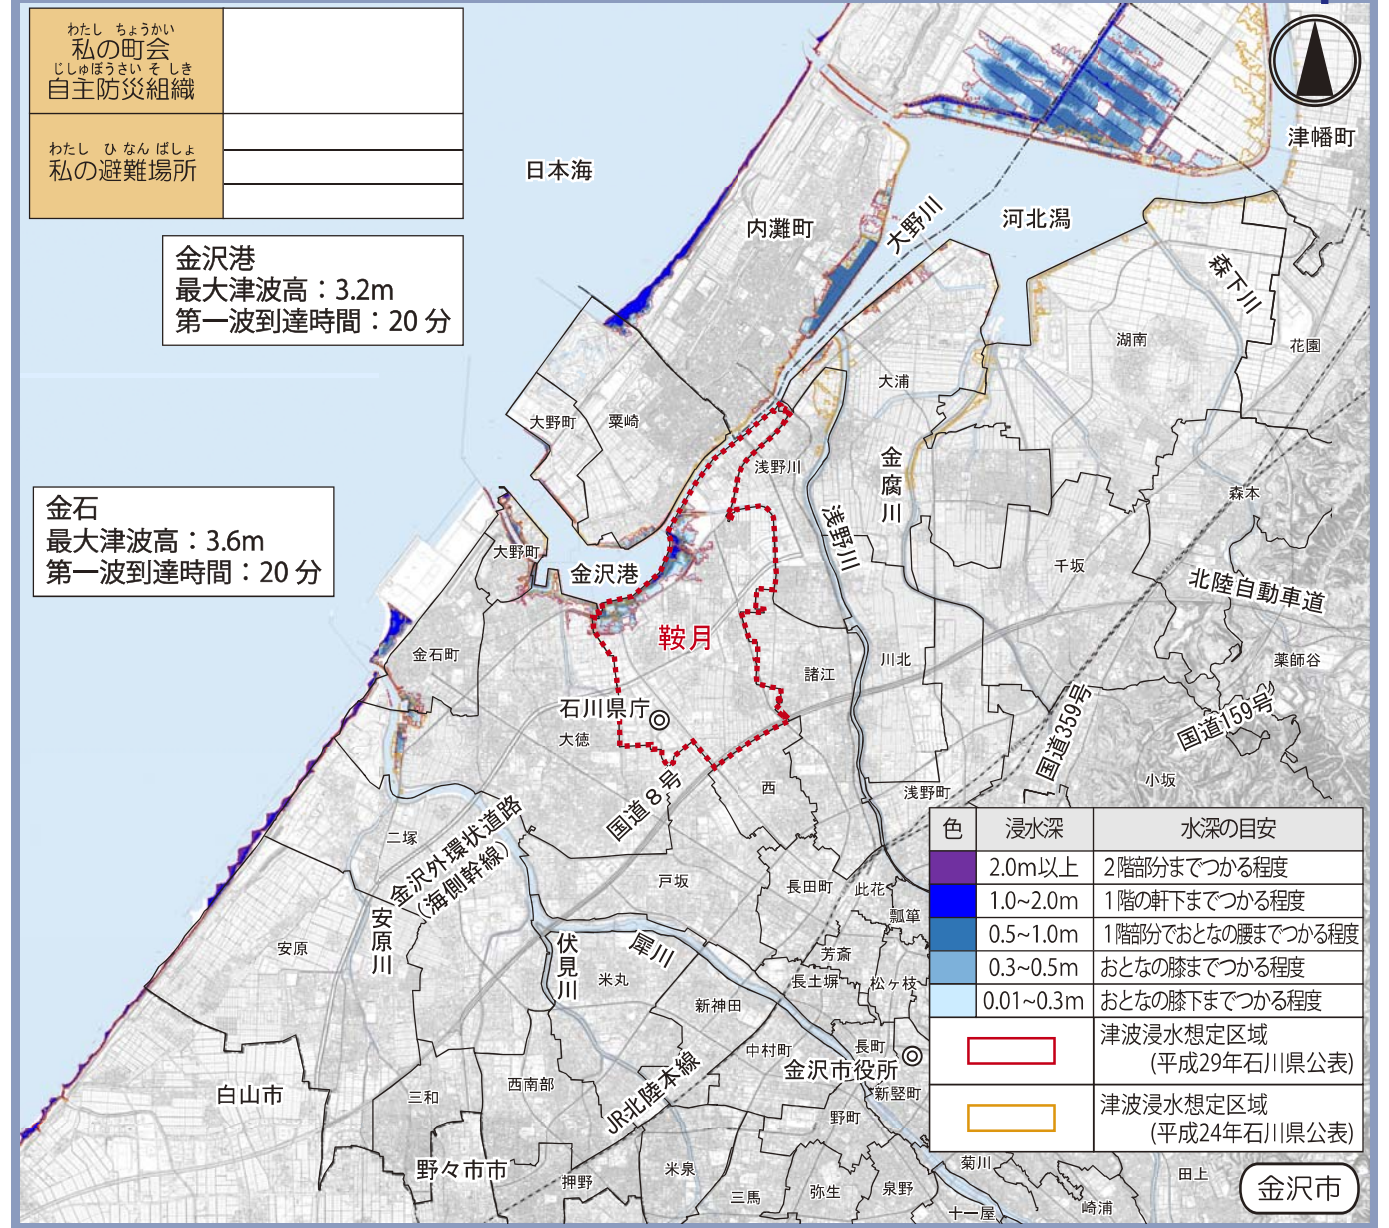 わたし ちょうかい
私の町会
じしゅぼうさい そ しき
自主防災組織
わたし ひ なん ばしょ
私の避難場所
金沢港
最大津波高：3.2m
第一波到達時間：20 分
金石
最大津波高：3.6m
第一波到達時間：20 分
日本海
津幡町
内灘町
大野川
河北潟
森下川
花園
湖南
大浦
大野町
粟崎
浅野川
金腐川
森本
浅野川
大野町
金沢港
千坂
北陸自動車道
鞍月
金石町
諸江
川北
薬師谷
石川県庁
大徳
国道359号
国道159号
小坂
西
浅野町
国道８号
二塚
金沢外環状道路
（海側幹線）
戸坂
長田町
此花
瓢箪
安原
安原川
伏見川
犀川
米丸
芳斎
長土塀
松ヶ枝
新神田
中村町
長町
金沢市役所
新竪町
白山市
三和
西南部
JR北陸本線
野町
野々市市
押野
米泉
三馬
弥生
泉野
菊川
十一屋
崎浦
田上
色 浸水深 水深の目安
2.0m以上 2階部分までつかる程度
1.0~2.0m 1階の軒下までつかる程度
0.5~1.0m 1階部分でおとなの腰までつかる程度
0.3~0.5m おとなの膝までつかる程度
0.01~0.3m おとなの膝下までつかる程度
津波浸水想定区域
(平成29年石川県公表)
津波浸水想定区域
(平成24年石川県公表)
金沢市